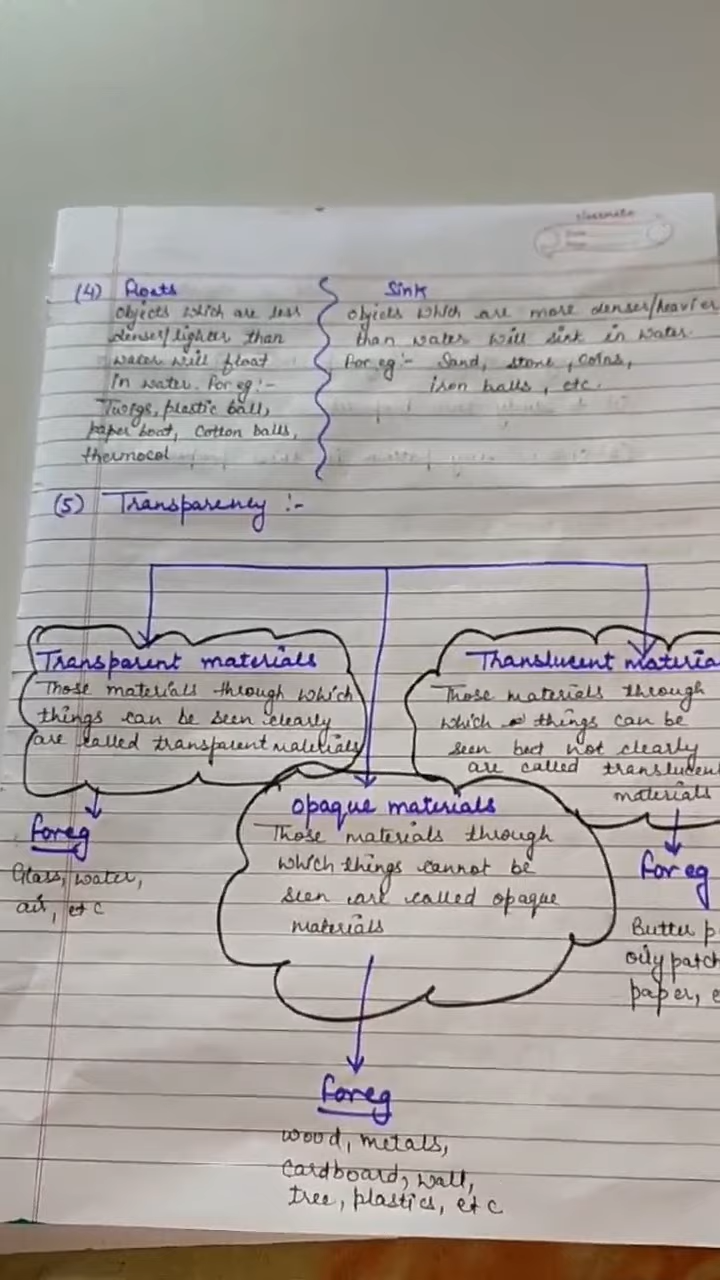 classmate
Date
Page
(4) Floats
objects which are less
denser/lighter than
water will float
in water. For eg:-
Twigs, plastic ball,
paper boat, cotton balls,
thermocol
Sink
objects which are more denser/heavier
than water will sink in water.
For eg:- Sand, stone, coins,
iron balls, etc.
(5) Transparency :-
Transparent materials
Those materials through which
things can be seen clearly
are called transparent materials
for eg
Glass, water,
air, etc
opaque materials
Those materials through
which things cannot be
seen are called opaque
materials
for eg
wood, metals,
cardboard, wall,
tree, plastics, etc
Translucent materia
Those materials through
which things can be
seen but not clearly
are called translucent
materials
for eg
Butter p
oily patch
paper, e